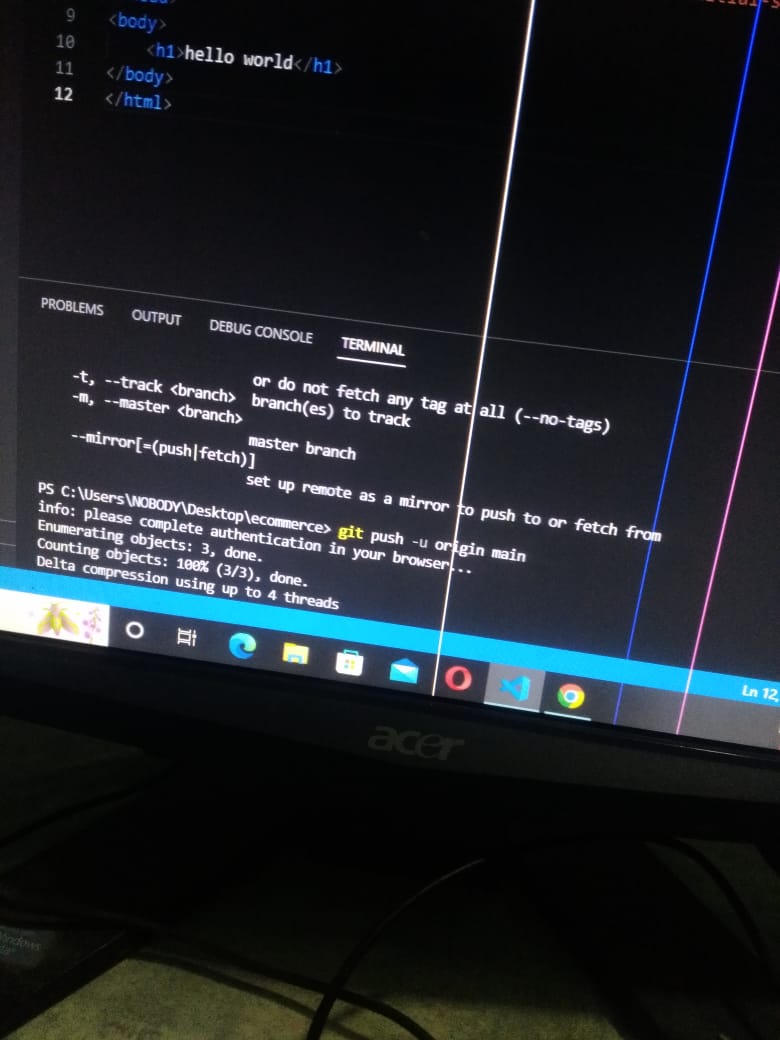 9 <body>
10 <h1>hello world</h1>
11 </body>
12 </html>
PROBLEMS OUTPUT DEBUG CONSOLE TERMINAL
or do not fetch any tag at all (--no-tags)
-t, --track <branch> branch(es) to track
-m, --master <branch>
master branch
--mirror[=(push|fetch)]
set up remote as a mirror to push to or fetch from
PS C:\Users\NOBODY\Desktop\ecommerce> git push -u origin main
info: please complete authentication in your browser...
Enumerating objects: 3, done.
Counting objects: 100% (3/3), done.
Delta compression using up to 4 threads
Ln 12,
acer
Windows